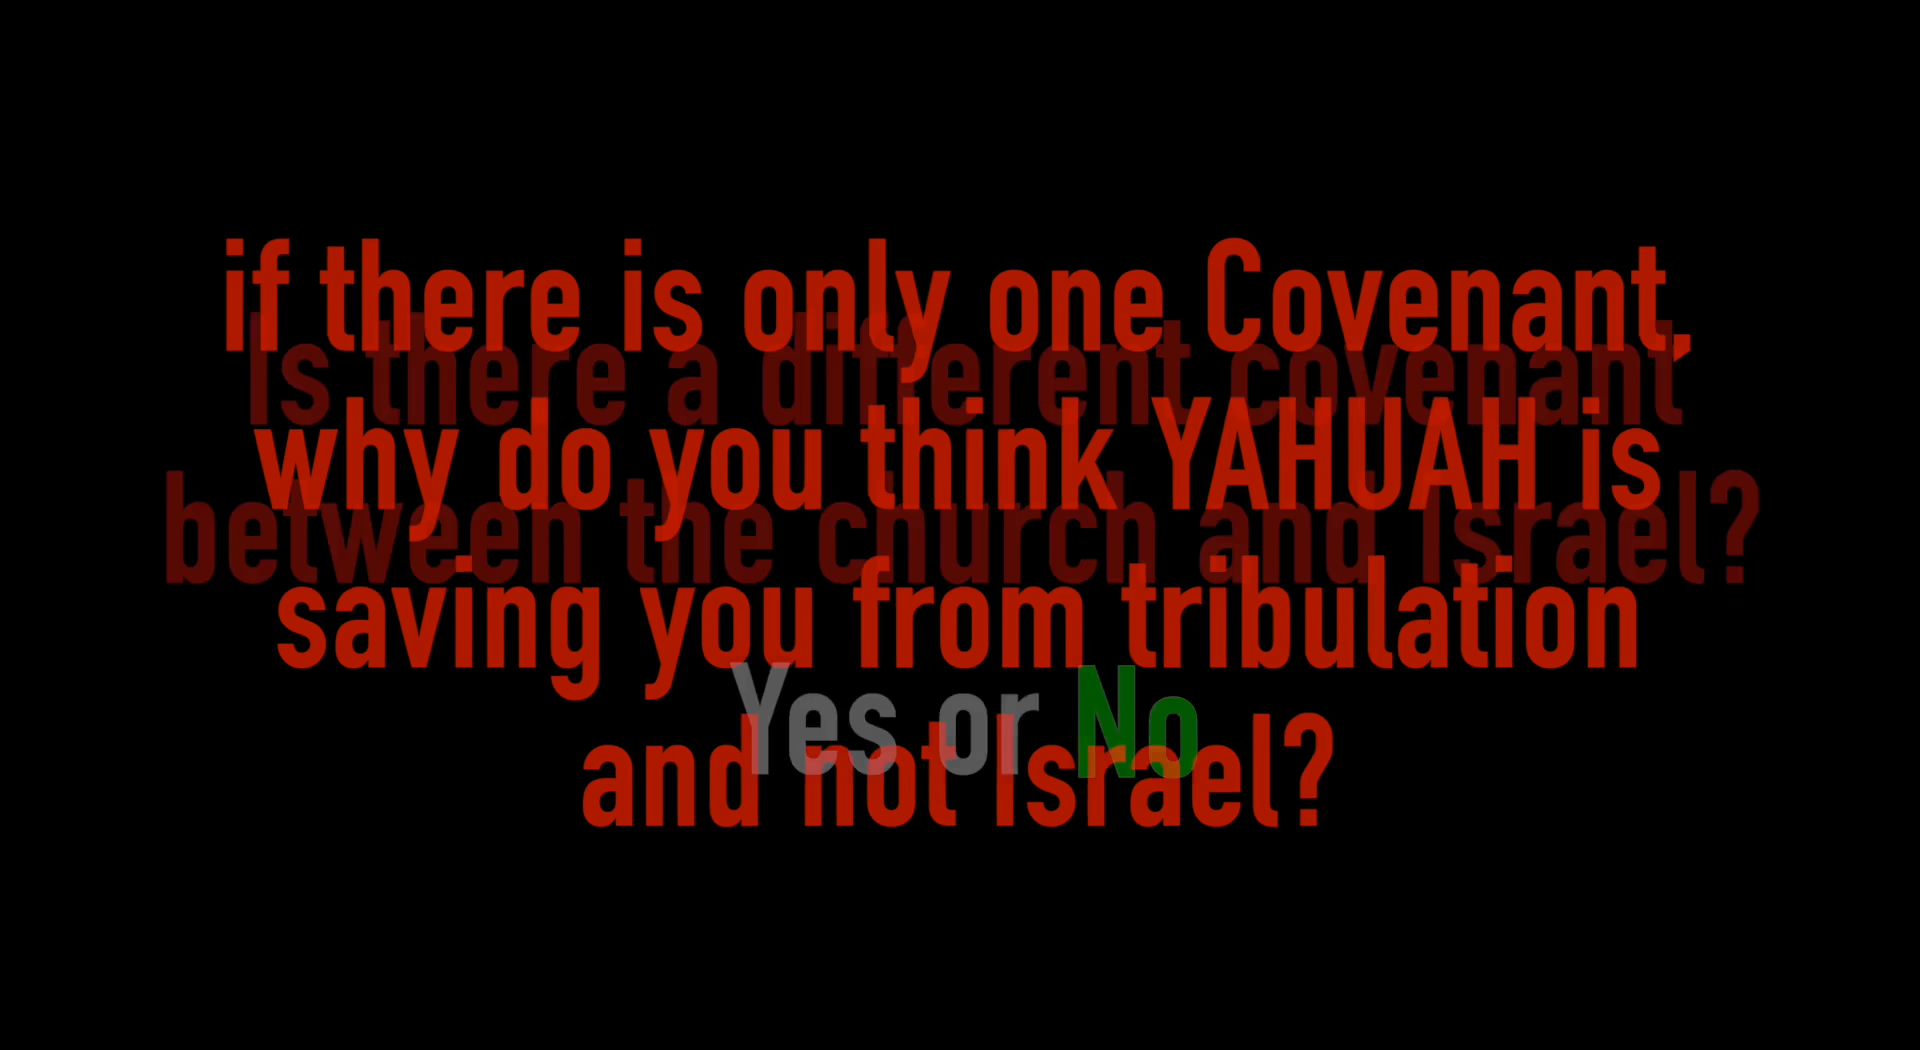 if there is only one Covenant,
why do you think YAHUAH is
saving you from tribulation
and not Israel?
Is there a different covenant
between the church and Israel?
Yes or No